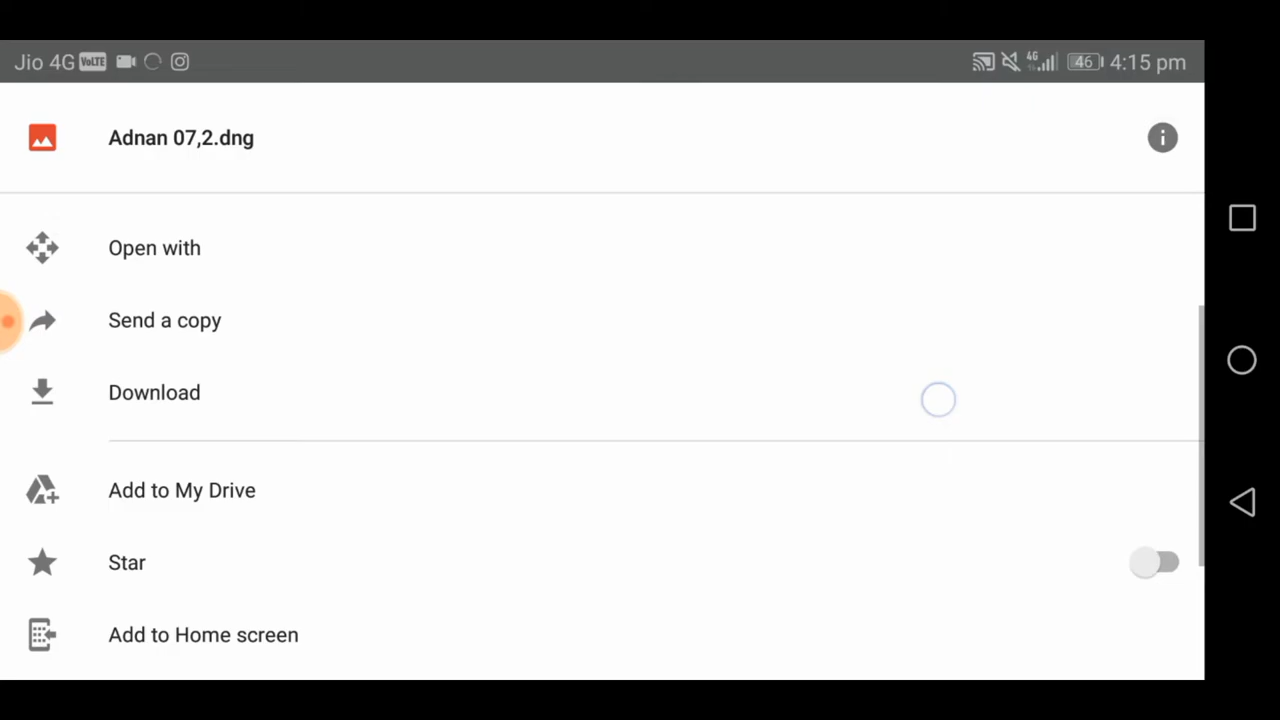 Jio 4G VoLTE 4G 46 4:15 pm
Adnan 07,2.dng
Open with
Send a copy
Download
Add to My Drive
Star
Add to Home screen